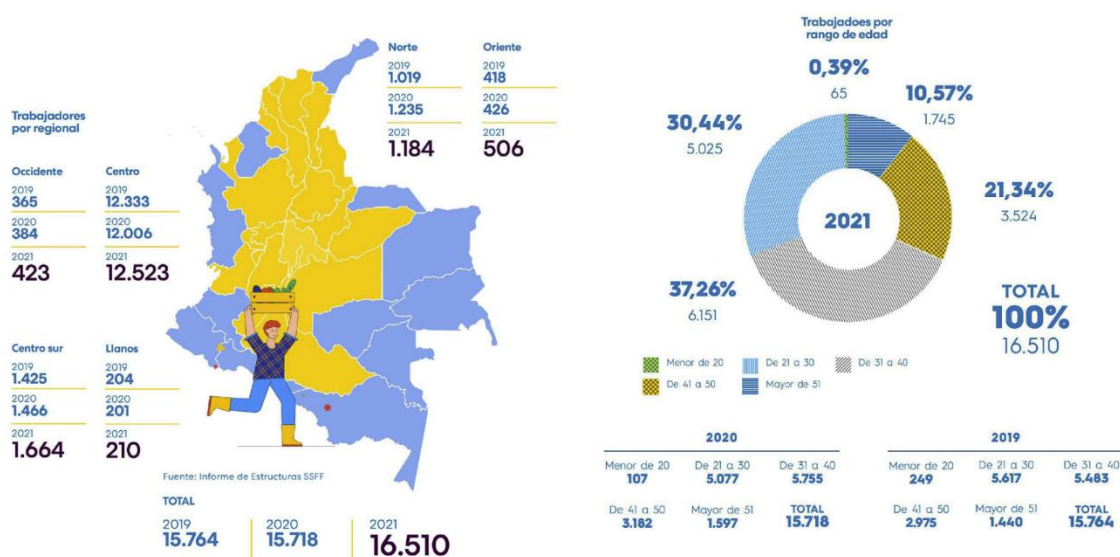 Trabajadores
por regional
Norte
2019
1.019
2020
1.235
2021
1.184
Oriente
2019
418
2020
426
2021
506
Occidente
2019
365
2020
384
2021
423
Centro
2019
12.333
2020
12.006
2021
12.523
Centro sur
2019
1.425
2020
1.466
2021
1.664
Llanos
2019
204
2020
201
2021
210
Fuente: Informe de Estructuras SSFF
TOTAL
2019
15.764
2020
15.718
2021
16.510
Trabajadoes por
rango de edad
0,39%
65
10,57%
1.745
30,44%
5.025
21,34%
3.524
2021
37,26%
6.151
TOTAL
100%
16.510
Menor de 20
De 21 a 30
De 31 a 40
De 41 a 50
Mayor de 51
2020
Menor de 20
107
De 21 a 30
5.077
De 31 a 40
5.755
De 41 a 50
3.182
Mayor de 51
1.597
TOTAL
15.718
2019
Menor de 20
249
De 21 a 30
5.617
De 31 a 40
5.483
De 41 a 50
2.975
Mayor de 51
1.440
TOTAL
15.764